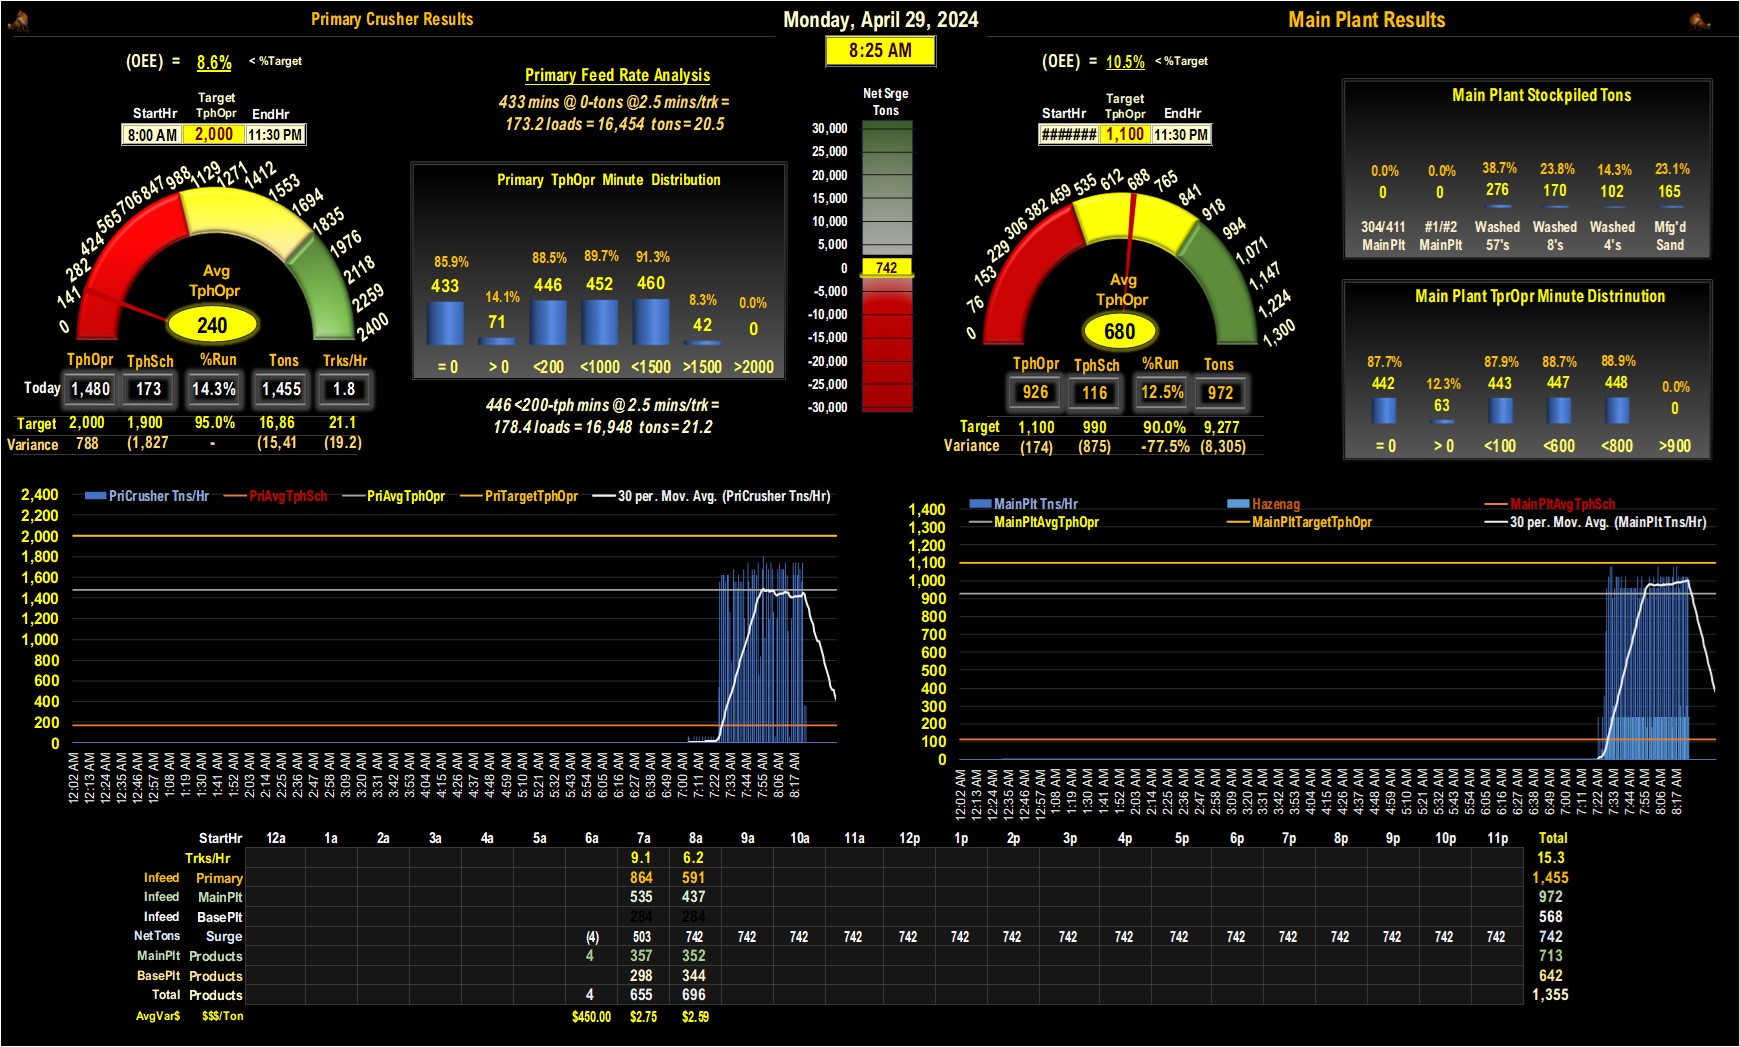 Primary Crusher Results
Monday, April 29, 2024
Main Plant Results
8:25 AM
(OEE) = 8.6% < %Target
Target
StartHr TphOpr EndHr
8:00 AM 2,000 11:30 PM
Primary Feed Rate Analysis
433 mins @ 0-tons @2.5 mins/trk =
173.2 loads = 16,454 tons = 20.5
0 141 282 424 565 706 847 988 1129 1271 1412 1553 1694 1835 1976 2118 2259 2400
Avg
TphOpr
240
Primary TphOpr Minute Distribution
85.9% 14.1% 88.5% 89.7% 91.3% 8.3% 0.0%
433 71 446 452 460 42 0
= 0 > 0 <200 <1000 <1500 >1500 >2000
446 <200-tph mins @ 2.5 mins/trk =
178.4 loads = 16,948 tons = 21.2
TphOpr TphSch %Run Tons Trks/Hr
Today 1,480 173 14.3% 1,455 1.8
Target 2,000 1,900 95.0% 16,86 21.1
Variance 788 (1,827 - (15,41 (19.2)
Net Srge
Tons
30,000
25,000
20,000
15,000
10,000
5,000
0 742
-5,000
-10,000
-15,000
-20,000
-25,000
-30,000
(OEE) = 10.5% < %Target
Target
StartHr TphOpr EndHr
####### 1,100 11:30 PM
0 76 153 229 306 382 459 535 612 688 765 841 918 994 1,071 1,147 1,224 1,300
Avg
TphOpr
680
TphOpr TphSch %Run Tons
926 116 12.5% 972
Target 1,100 990 90.0% 9,277
Variance (174) (875) -77.5% (8,305)
Main Plant Stockpiled Tons
0.0% 0.0% 38.7% 23.8% 14.3% 23.1%
0 0 276 170 102 165
304/411 #1/#2 Washed Washed Washed Mfg'd
MainPlt MainPlt 57's 8's 4's Sand
Main Plant TprOpr Minute Distrinution
87.7% 12.3% 87.9% 88.7% 88.9% 0.0%
442 63 443 447 448 0
= 0 > 0 <100 <600 <800 >900
PriCrusher Tns/Hr PriAvgTphSch PriAvgTphOpr PriTargetTphOpr 30 per. Mov. Avg. (PriCrusher Tns/Hr)
2,400
2,200
2,000
1,800
1,600
1,400
1,200
1,000
800
600
400
200
0
12:02 AM 12:13 AM 12:24 AM 12:35 AM 12:46 AM 12:57 AM 1:08 AM 1:19 AM 1:30 AM 1:41 AM 1:52 AM 2:03 AM 2:14 AM 2:25 AM 2:36 AM 2:47 AM 2:58 AM 3:09 AM 3:20 AM 3:31 AM 3:42 AM 3:53 AM 4:04 AM 4:15 AM 4:26 AM 4:37 AM 4:48 AM 4:59 AM 5:10 AM 5:21 AM 5:32 AM 5:43 AM 5:54 AM 6:05 AM 6:16 AM 6:27 AM 6:38 AM 6:49 AM 7:00 AM 7:11 AM 7:22 AM 7:33 AM 7:44 AM 7:55 AM 8:06 AM 8:17 AM
MainPlt Tns/Hr Hazenag MainPltAvgTphSch
MainPltAvgTphOpr MainPltTargetTphOpr 30 per. Mov. Avg. (MainPlt Tns/Hr)
1,400
1,300
1,200
1,100
1,000
900
800
700
600
500
400
300
200
100
0
12:02 AM 12:13 AM 12:24 AM 12:35 AM 12:46 AM 12:57 AM 1:08 AM 1:19 AM 1:30 AM 1:41 AM 1:52 AM 2:03 AM 2:14 AM 2:25 AM 2:36 AM 2:47 AM 2:58 AM 3:09 AM 3:20 AM 3:31 AM 3:42 AM 3:53 AM 4:04 AM 4:15 AM 4:26 AM 4:37 AM 4:48 AM 4:59 AM 5:10 AM 5:21 AM 5:32 AM 5:43 AM 5:54 AM 6:05 AM 6:16 AM 6:27 AM 6:38 AM 6:49 AM 7:00 AM 7:11 AM 7:22 AM 7:33 AM 7:44 AM 7:55 AM 8:06 AM 8:17 AM
StartHr 12a 1a 2a 3a 4a 5a 6a 7a 8a 9a 10a 11a 12p 1p 2p 3p 4p 5p 6p 7p 8p 9p 10p 11p Total
Trks/Hr 9.1 6.2 15.3
Infeed Primary 864 591 1,455
Infeed MainPlt 535 437 972
Infeed BasePlt 284 284 568
NetTons Surge (4) 503 742 742 742 742 742 742 742 742 742 742 742 742 742 742 742 742 742 742
MainPlt Products 4 357 352 713
BasePlt Products 298 344 642
Total Products 4 655 696 1,355
AvgVar$ $$$/Ton $450.00 $2.75 $2.59